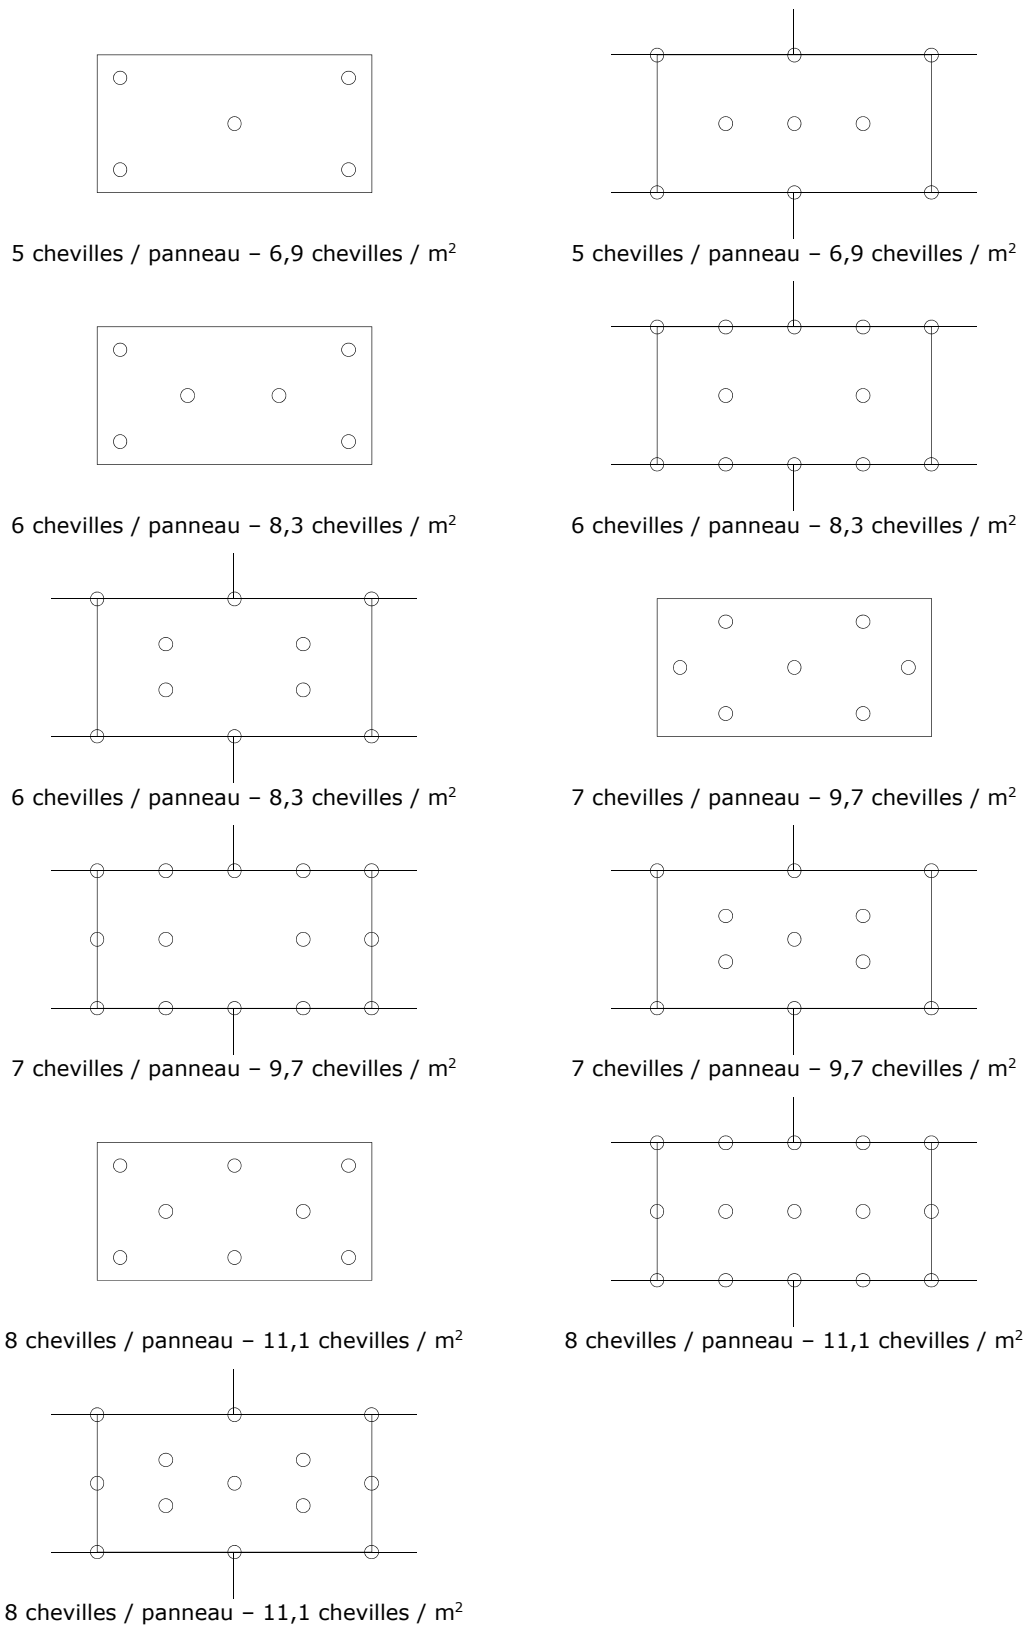 5 chevilles / panneau – 6,9 chevilles / m²
5 chevilles / panneau – 6,9 chevilles / m²
6 chevilles / panneau – 8,3 chevilles / m²
6 chevilles / panneau – 8,3 chevilles / m²
6 chevilles / panneau – 8,3 chevilles / m²
7 chevilles / panneau – 9,7 chevilles / m²
7 chevilles / panneau – 9,7 chevilles / m²
7 chevilles / panneau – 9,7 chevilles / m²
8 chevilles / panneau – 11,1 chevilles / m²
8 chevilles / panneau – 11,1 chevilles / m²
8 chevilles / panneau – 11,1 chevilles / m²